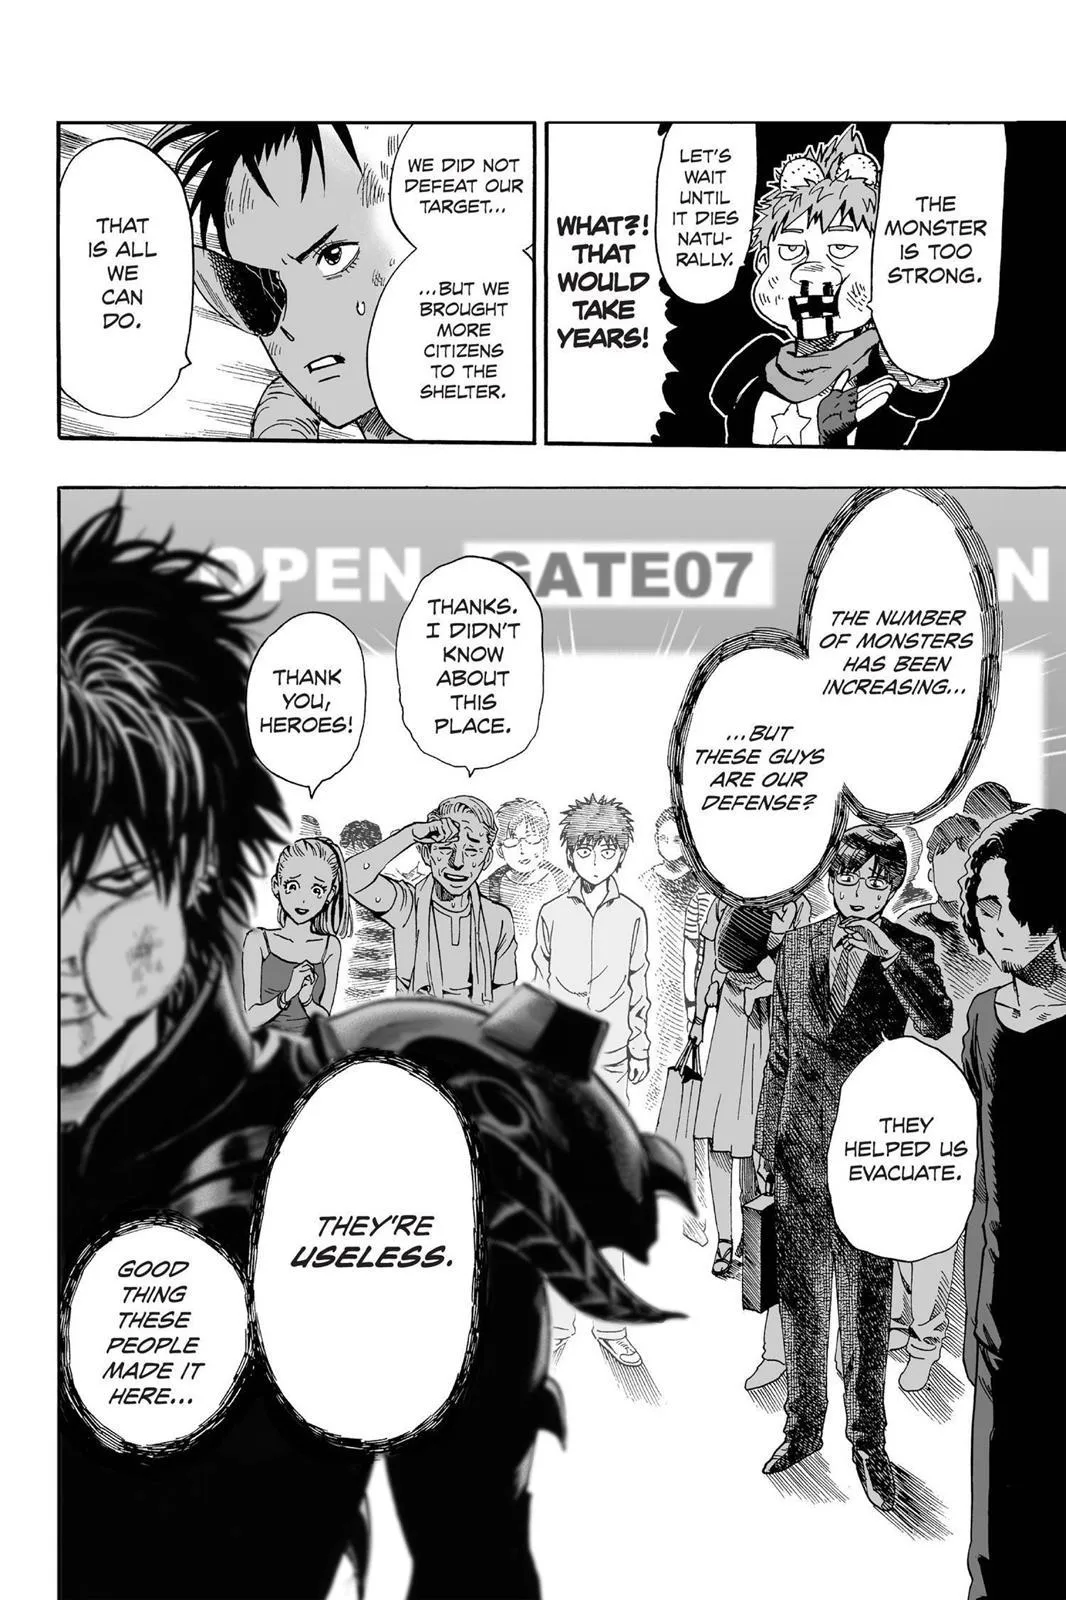 THE
MONSTER
IS TOO
STRONG.
LET'S
WAIT
UNTIL
IT DIES
NATU-
RALLY.
WHAT?!
THAT
WOULD
TAKE
YEARS!
WE DID NOT
DEFEAT OUR
TARGET...
...BUT WE
BROUGHT
MORE
CITIZENS
TO THE
SHELTER.
THAT
IS ALL
WE
CAN
DO.
OPEN GATE07 N
THE NUMBER
OF MONSTERS
HAS BEEN
INCREASING...
...BUT
THESE GUYS
ARE OUR
DEFENSE?
THANKS.
I DIDN'T
KNOW
ABOUT
THIS
PLACE.
THANK
YOU,
HEROES!
THEY
HELPED US
EVACUATE.
THEY'RE
USELESS.
GOOD
THING
THESE
PEOPLE
MADE IT
HERE...